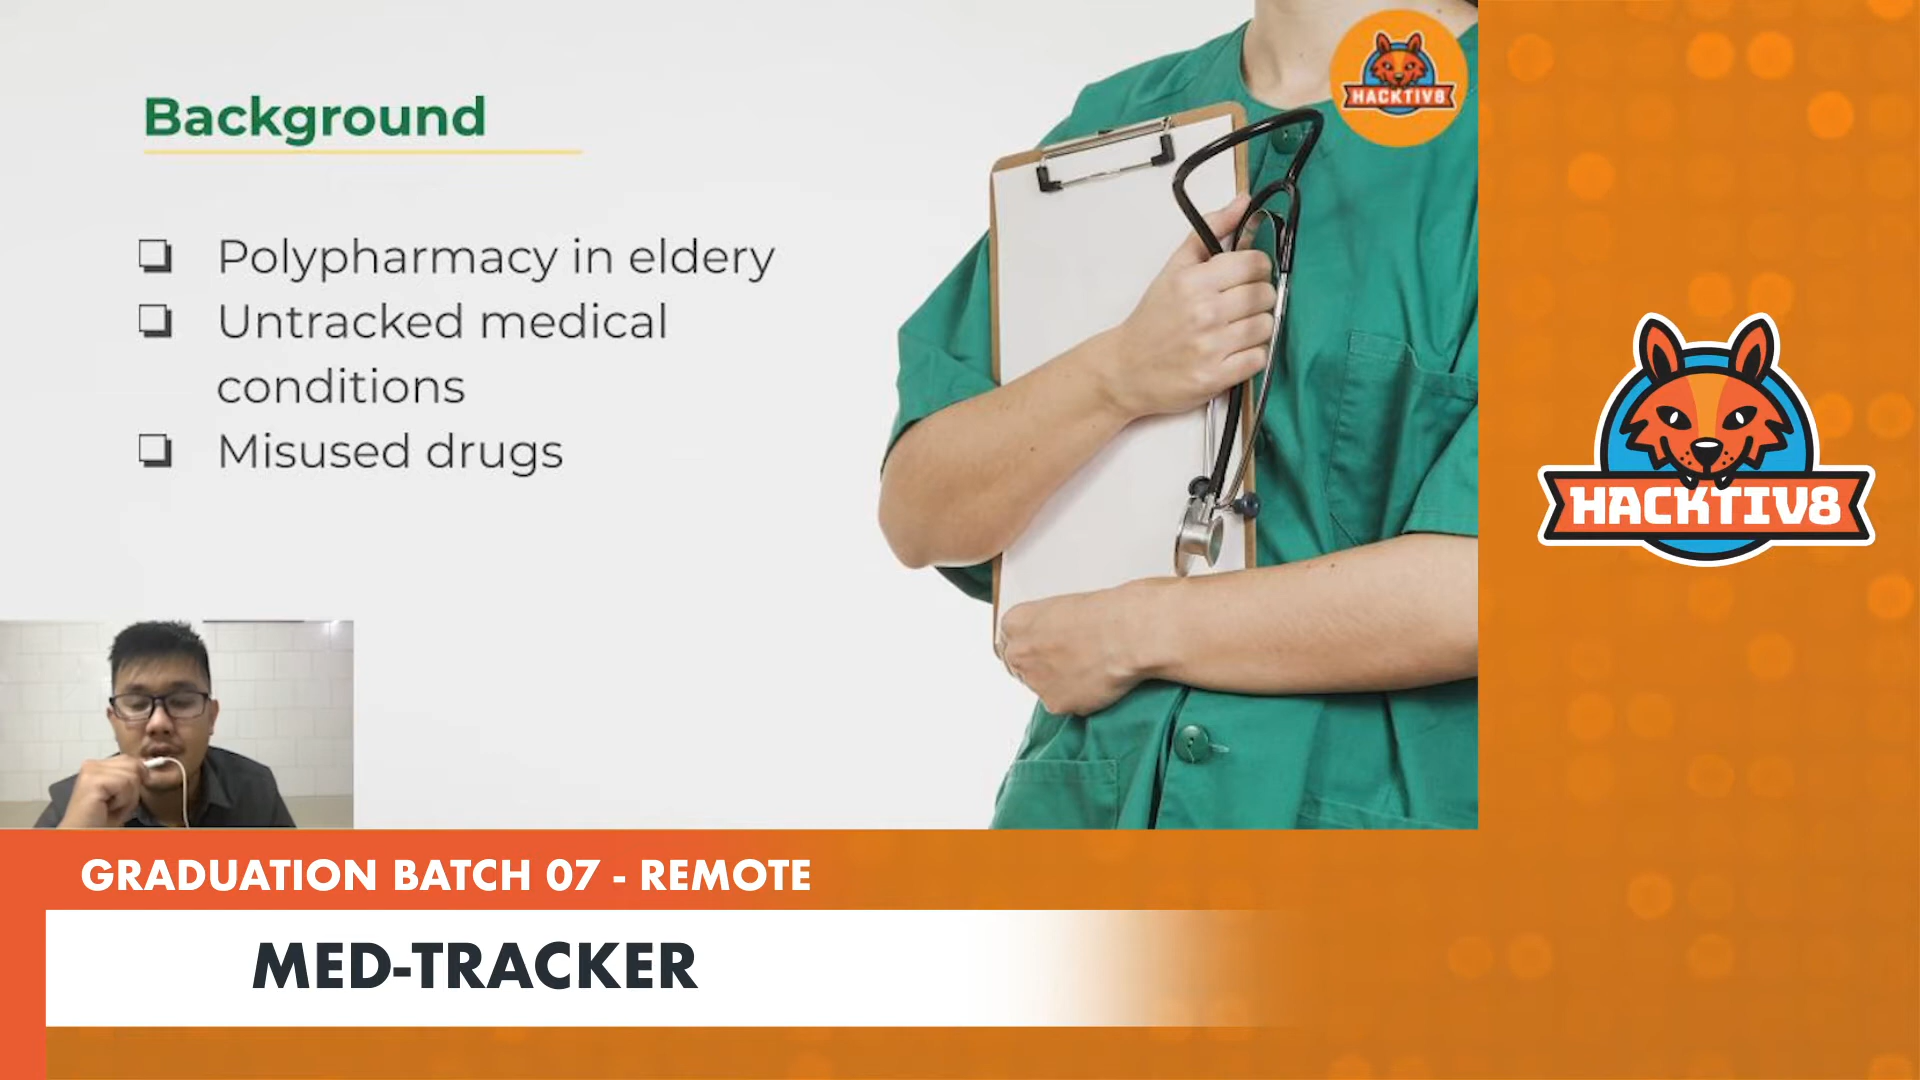 Background
HACKTIV8
❏ Polypharmacy in eldery
❏ Untracked medical
conditions
❏ Misused drugs
HACKTIV8
GRADUATION BATCH 07 - REMOTE
MED-TRACKER